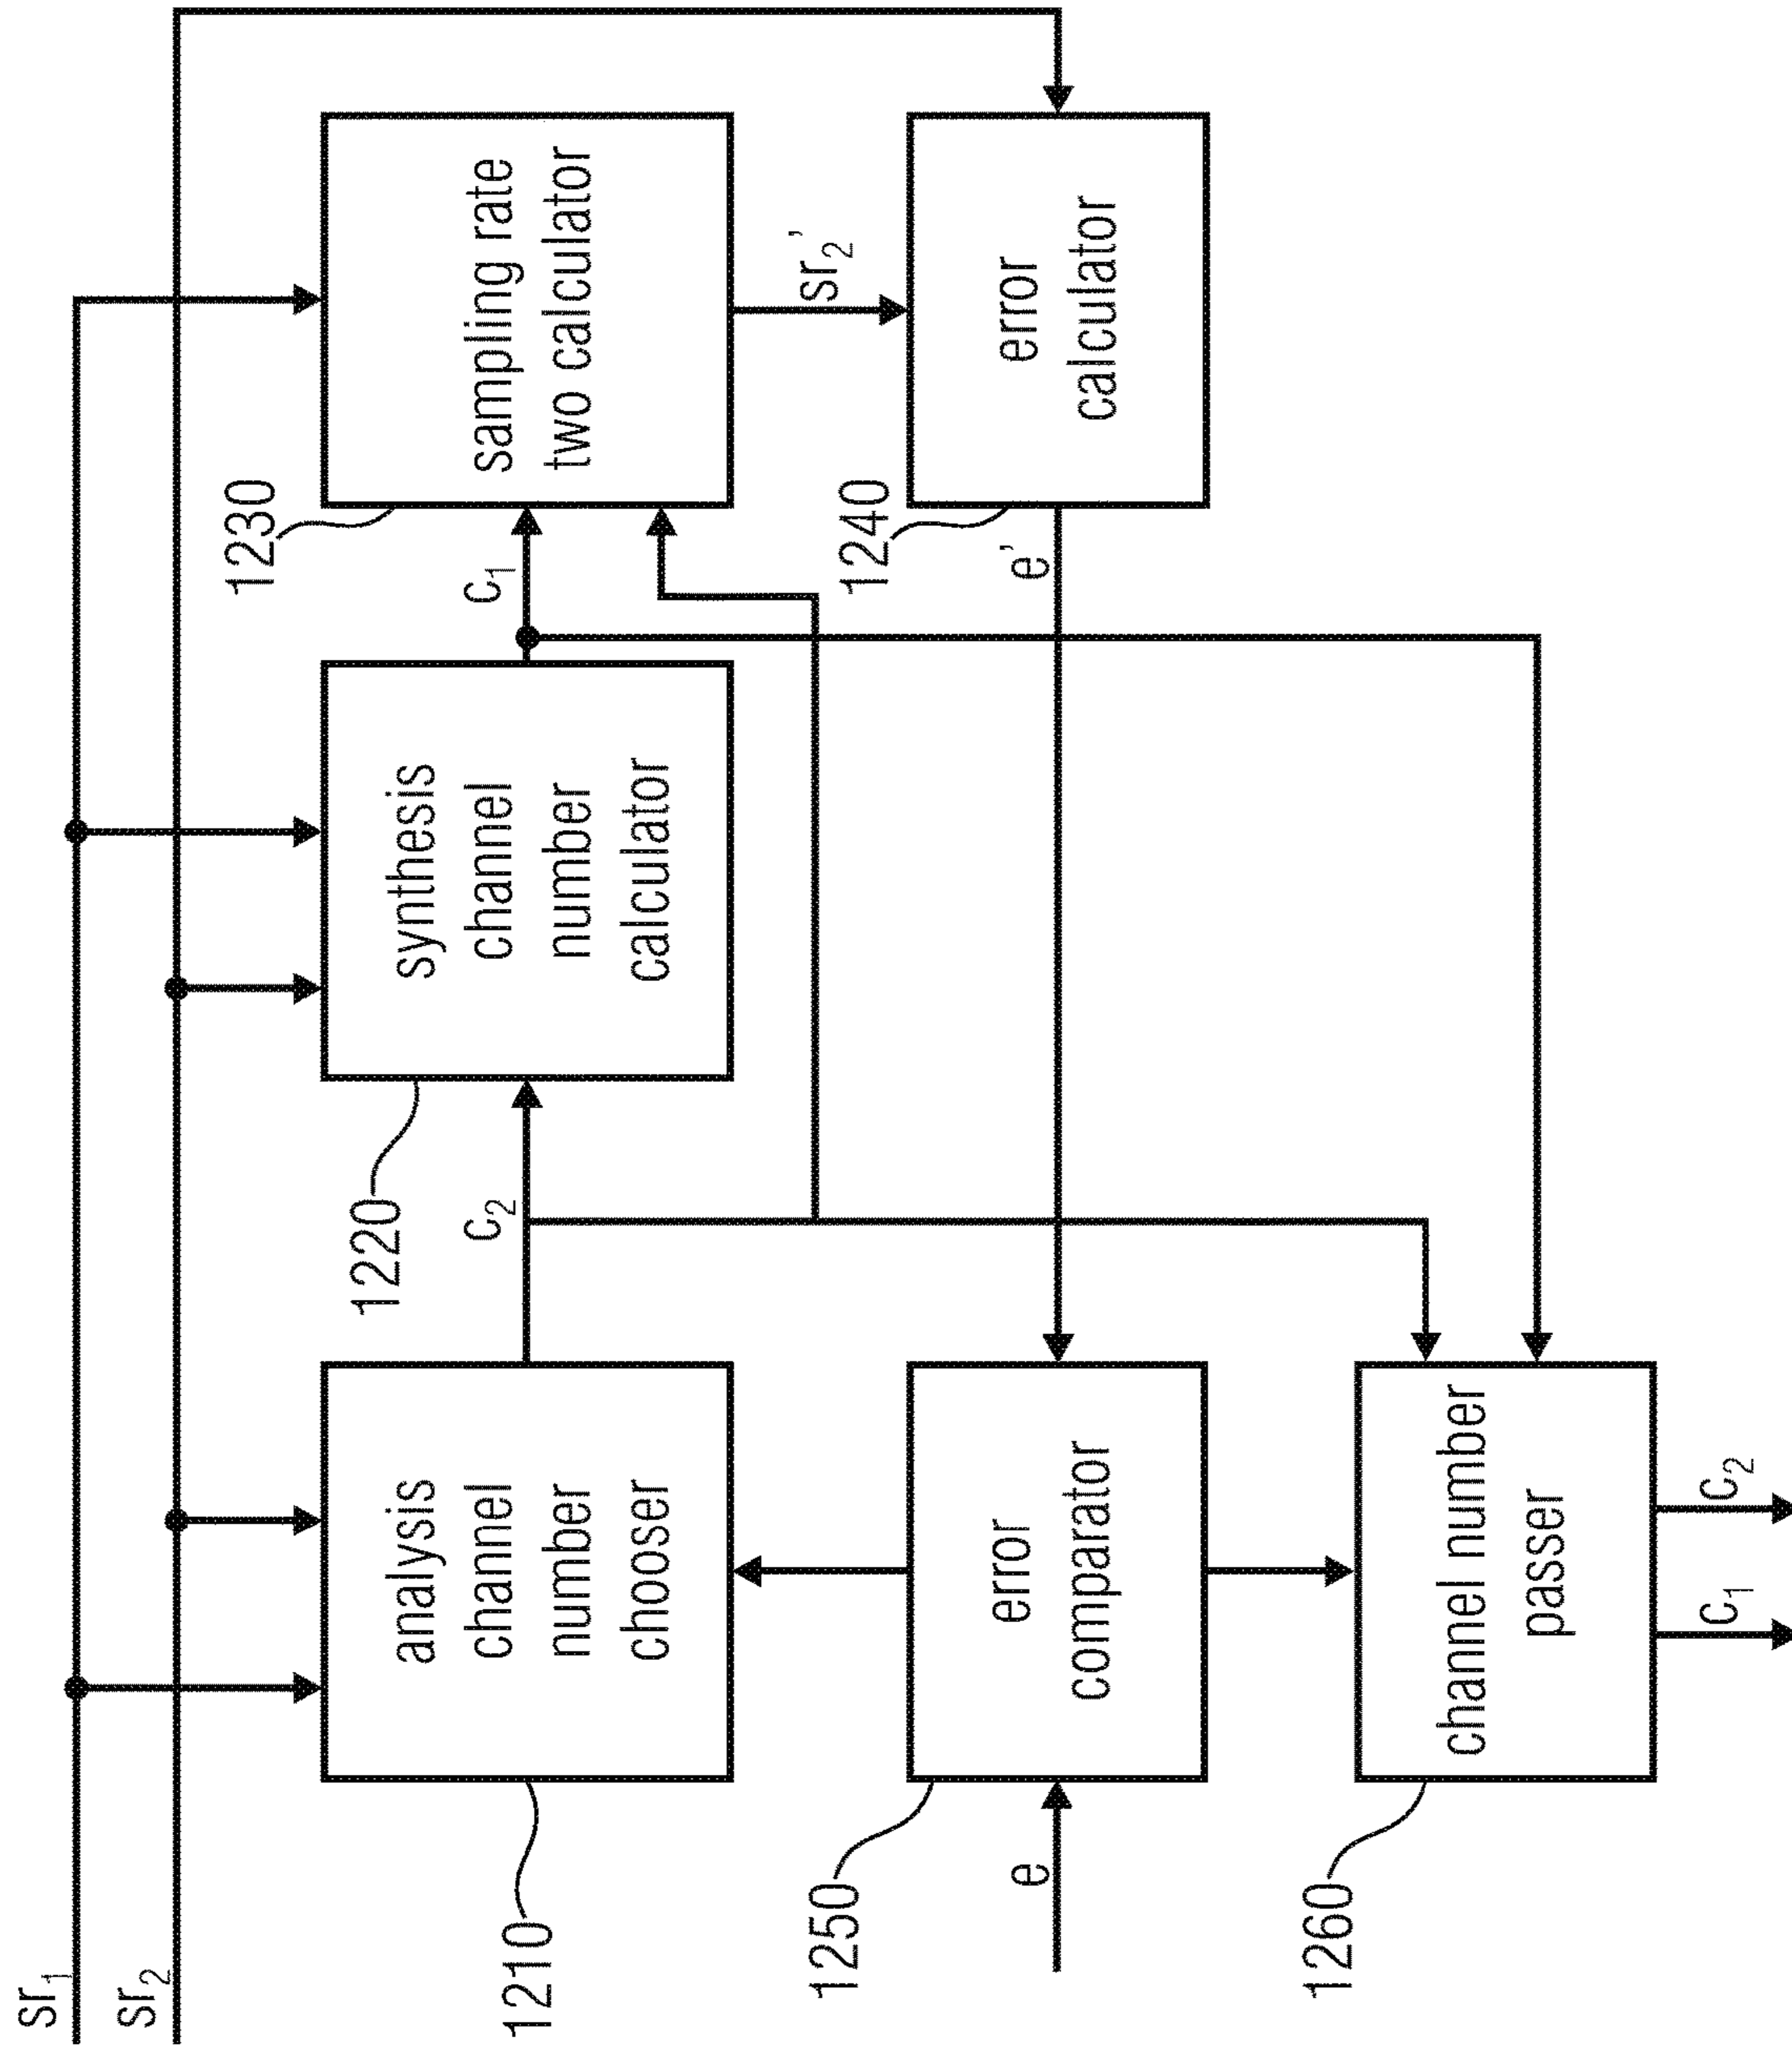 sr1
sr2
analysis
channel
number
chooser
1210
c2
synthesis
channel
number
calculator
1220
c1
sampling rate
two calculator
1230
sr2'
error
calculator
1240
e'
error
comparator
1250
e
channel number
passer
1260
c1
c2